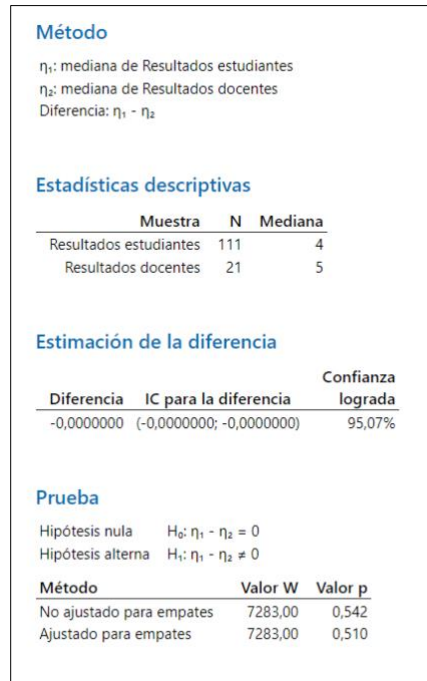 Método
η₁: mediana de Resultados estudiantes
η₂: mediana de Resultados docentes
Diferencia: η₁ - η₂
Estadísticas descriptivas
Muestra N Mediana
Resultados estudiantes 111 4
Resultados docentes 21 5
Estimación de la diferencia
Confianza
Diferencia IC para la diferencia lograda
-0,0000000 (-0,0000000; -0,0000000) 95,07%
Prueba
Hipótesis nula H₀: η₁ - η₂ = 0
Hipótesis alterna H₁: η₁ - η₂ ≠ 0
Método Valor W Valor p
No ajustado para empates 7283,00 0,542
Ajustado para empates 7283,00 0,510